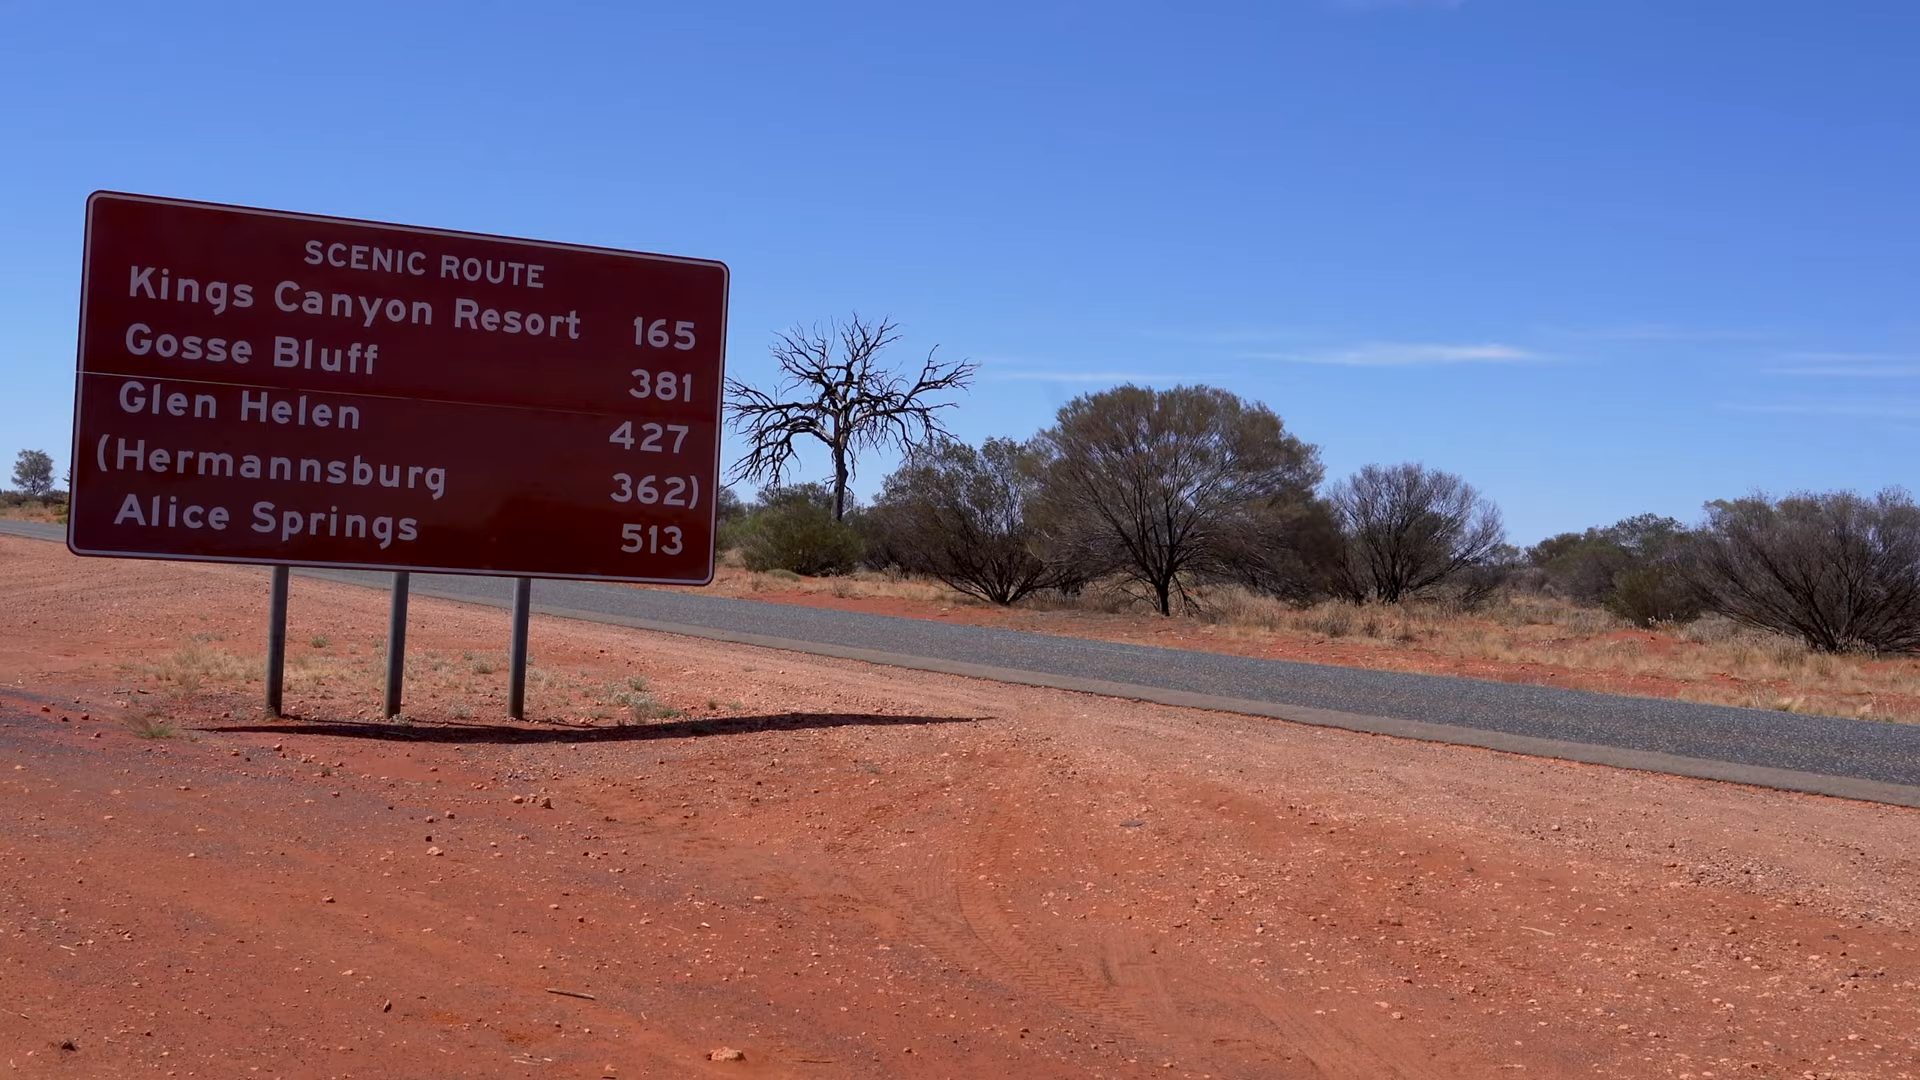 SCENIC ROUTE
Kings Canyon Resort 165
Gosse Bluff 381
Glen Helen 427
(Hermannsburg 362)
Alice Springs 513